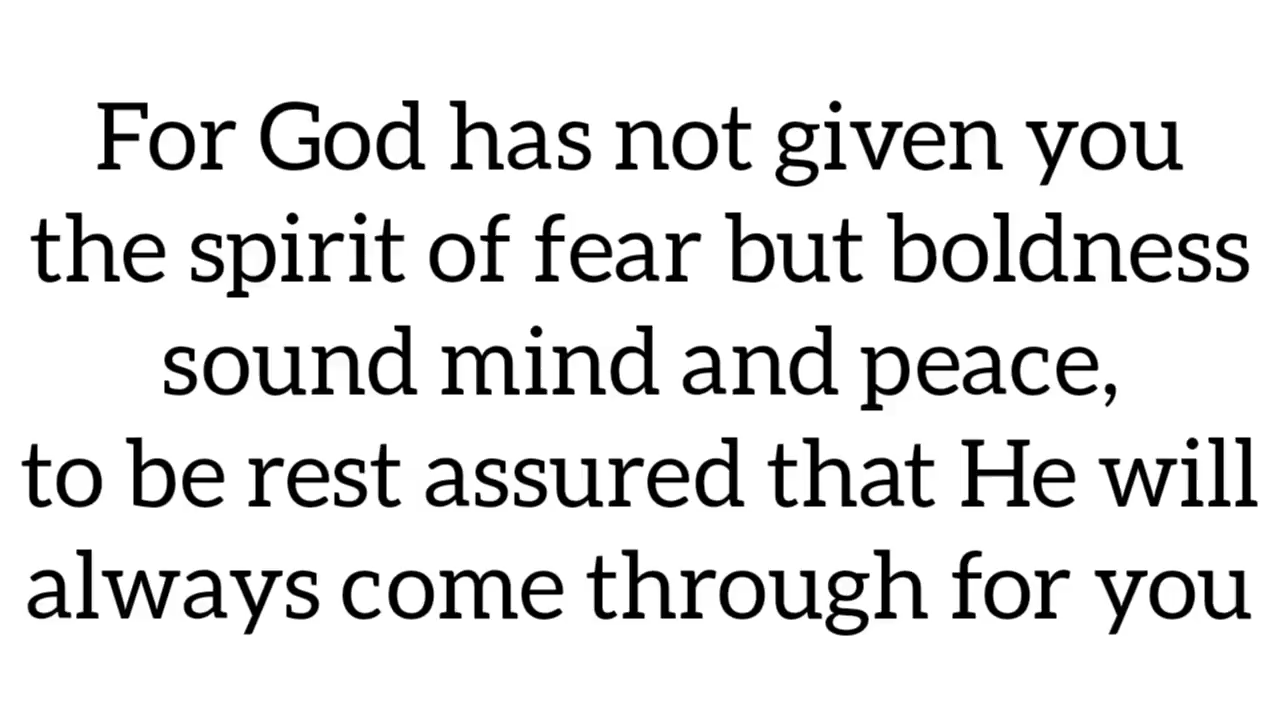 For God has not given you
the spirit of fear but boldness
sound mind and peace,
to be rest assured that He will
always come through for you